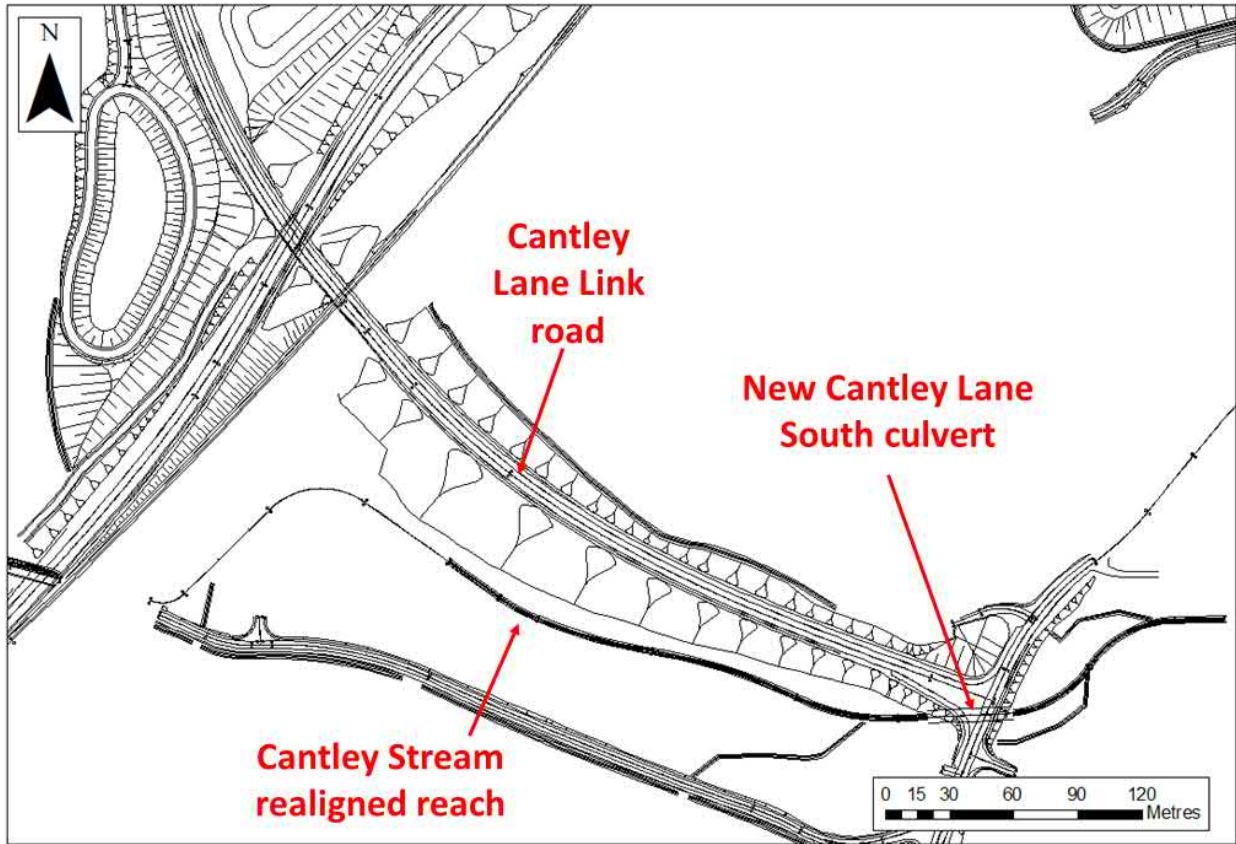 N
Cantley
Lane Link
road
New Cantley Lane
South culvert
Cantley Stream
realigned reach
0 15 30 60 90 120
Metres